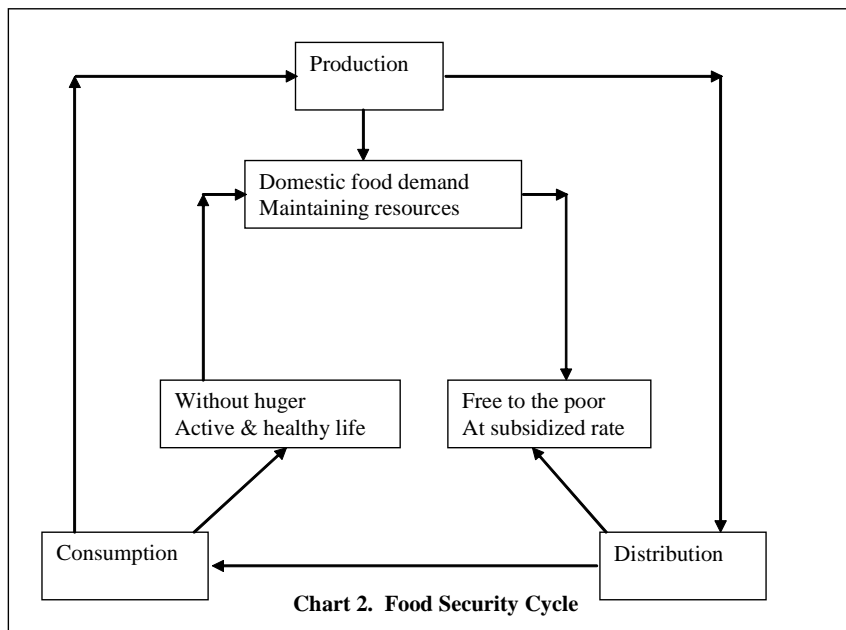 Production
Domestic food demand
Maintaining resources
Without huger
Active & healthy life
Free to the poor
At subsidized rate
Consumption
Distribution
Chart 2. Food Security Cycle